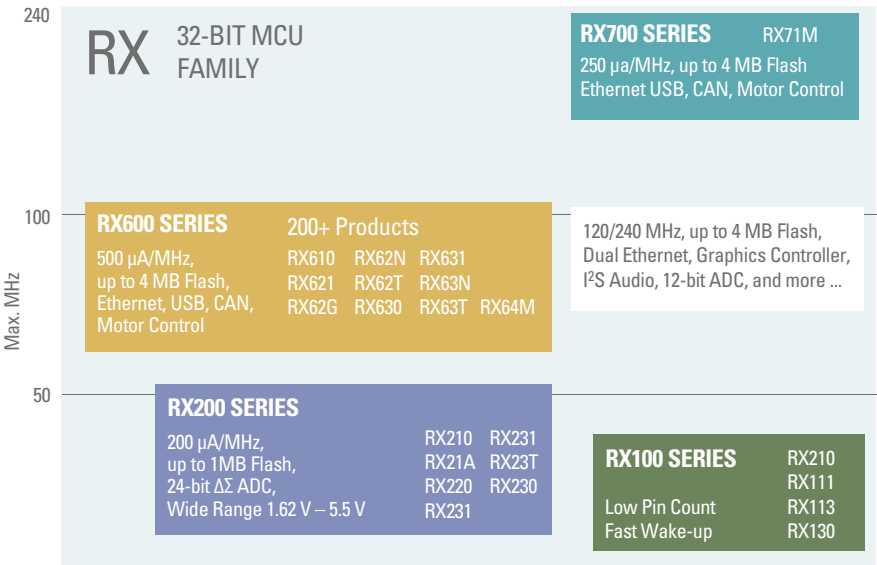 240
RX 32-BIT MCU
FAMILY
RX700 SERIES RX71M
250 µa/MHz, up to 4 MB Flash
Ethernet USB, CAN, Motor Control
100
RX600 SERIES 200+ Products
500 µA/MHz,
up to 4 MB Flash,
Ethernet, USB, CAN,
Motor Control
RX610 RX62N RX631
RX621 RX62T RX63N
RX62G RX630 RX63T RX64M
120/240 MHz, up to 4 MB Flash,
Dual Ethernet, Graphics Controller,
I²S Audio, 12-bit ADC, and more ...
Max. MHz
50
RX200 SERIES
200 µA/MHz,
up to 1MB Flash,
24-bit ΔΣ ADC,
Wide Range 1.62 V – 5.5 V
RX210 RX231
RX21A RX23T
RX220 RX230
RX231
RX100 SERIES
Low Pin Count
Fast Wake-up
RX210
RX111
RX113
RX130